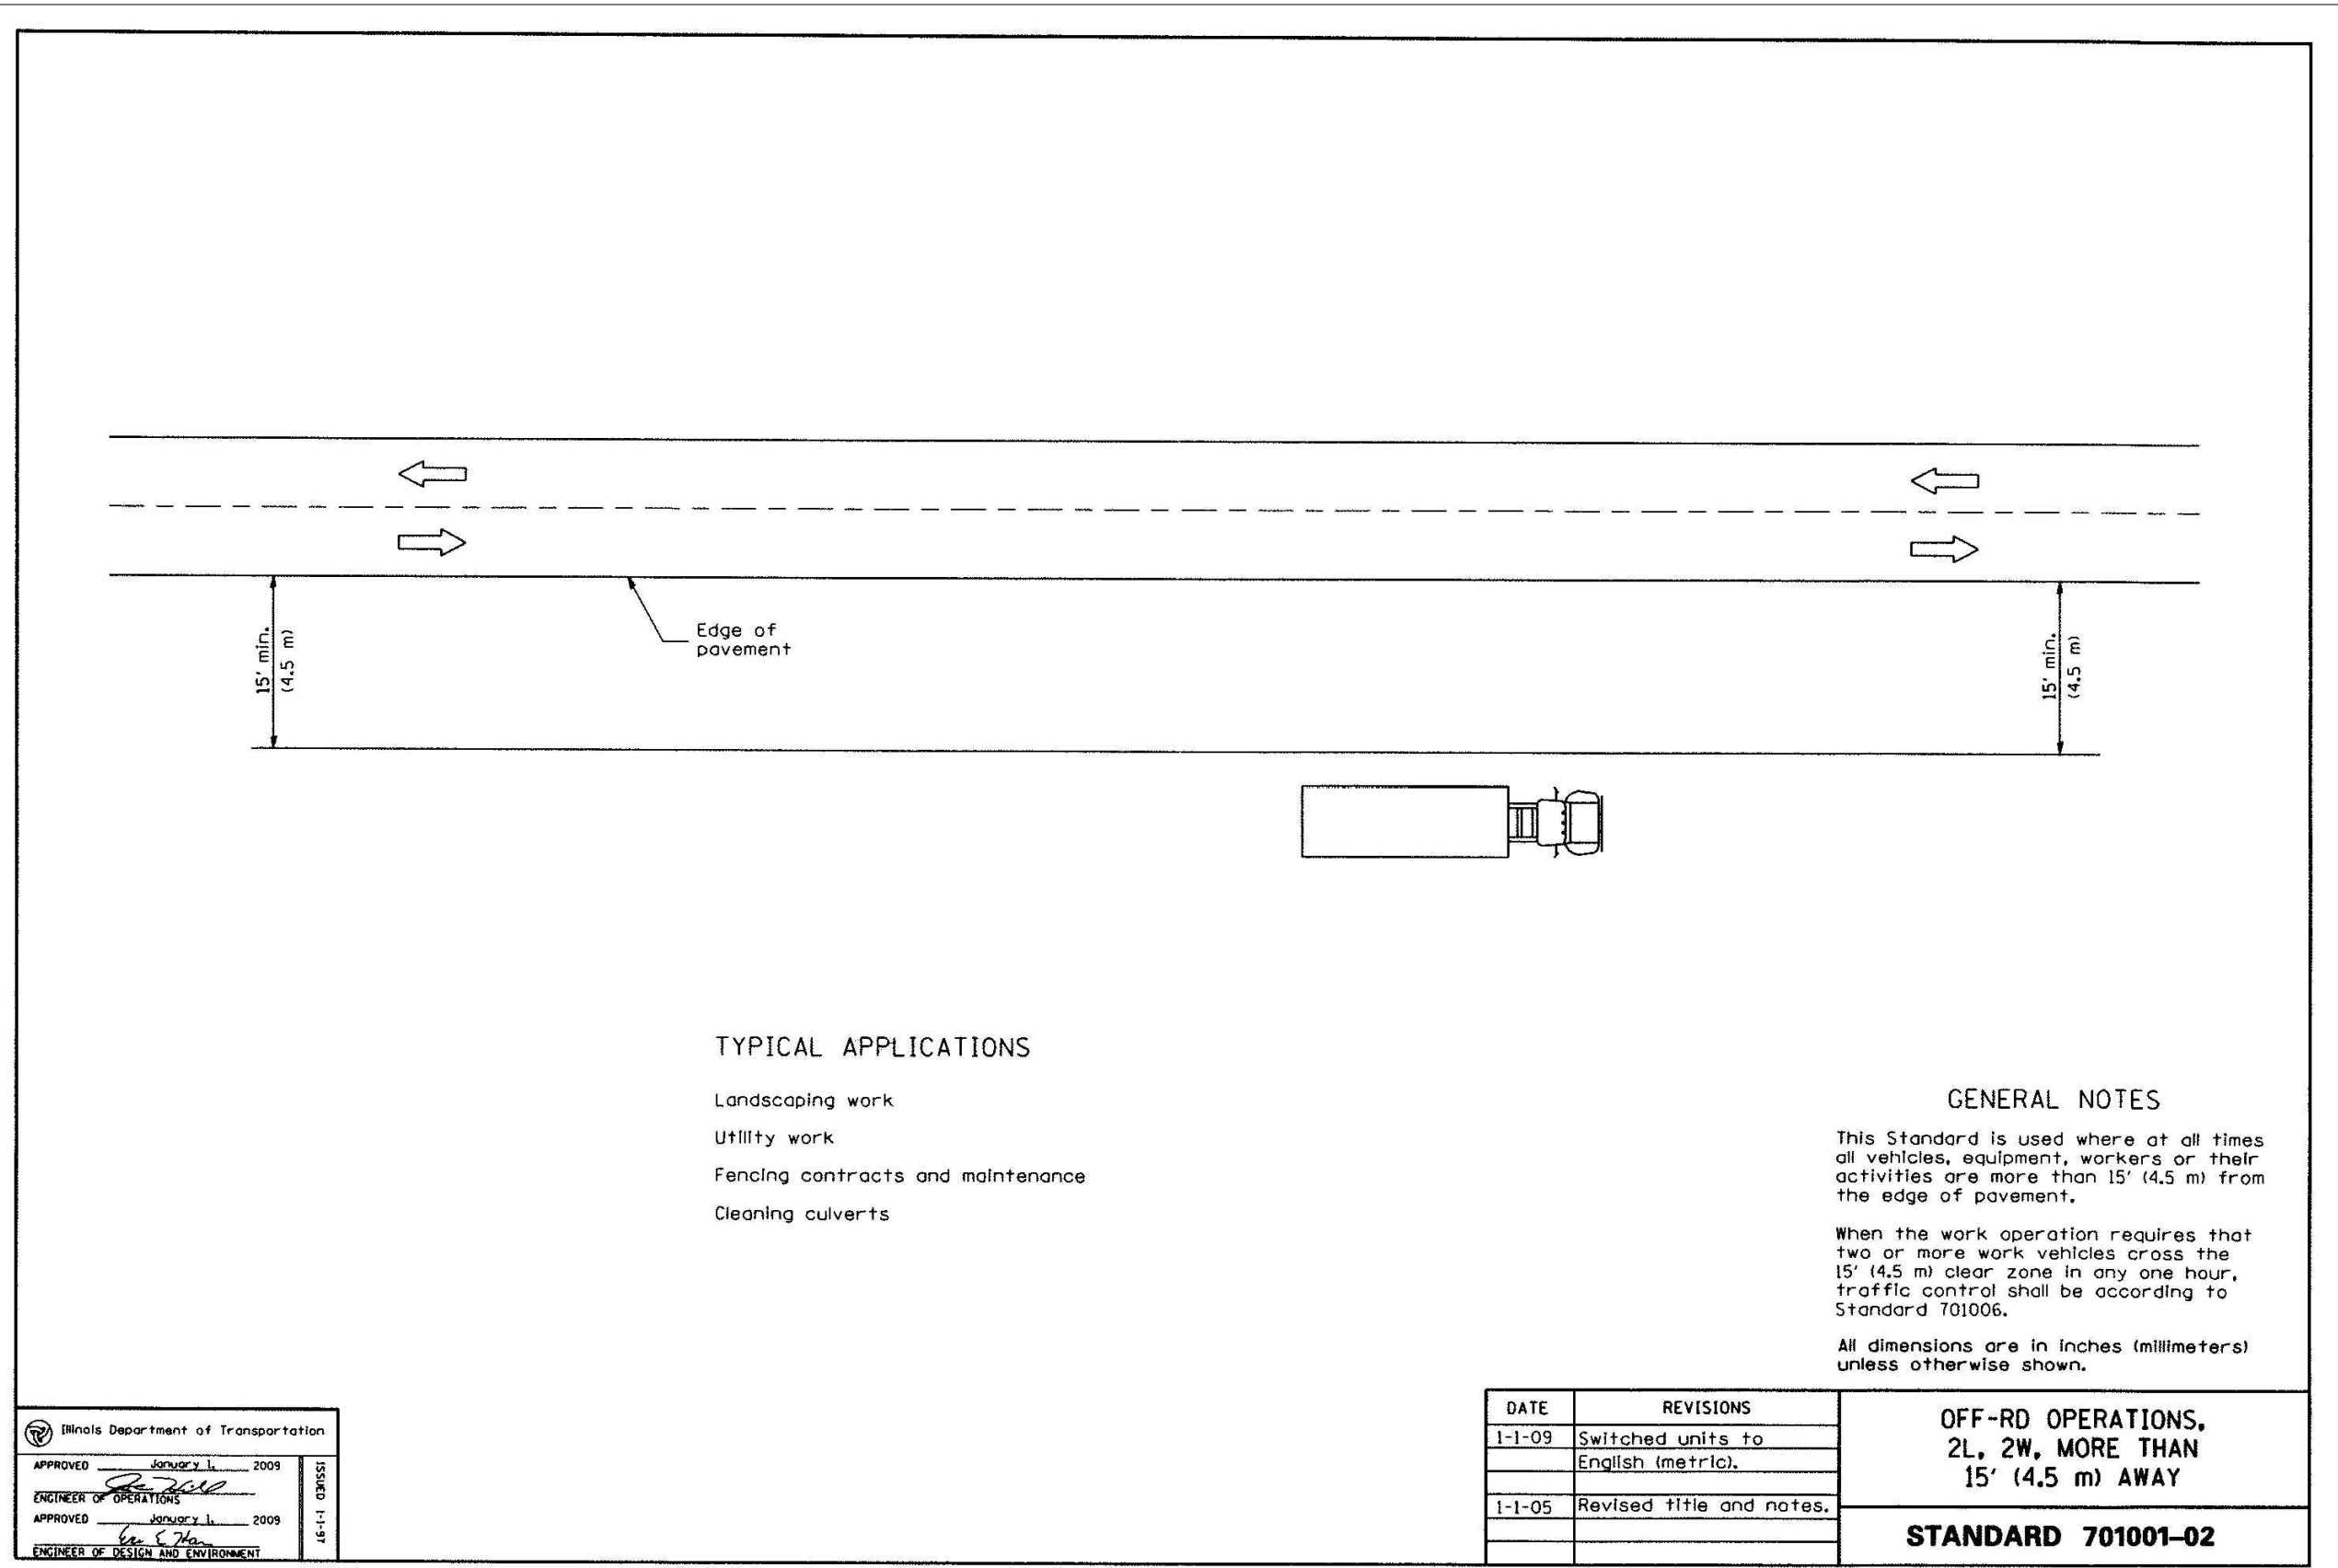 15' min.
(4.5 m)
Edge of
pavement
15' min.
(4.5 m)
TYPICAL APPLICATIONS
Landscaping work
Utility work
Fencing contracts and maintenance
Cleaning culverts
GENERAL NOTES
This Standard is used where at all times
all vehicles, equipment, workers or their
activities are more than 15' (4.5 m) from
the edge of pavement.
When the work operation requires that
two or more work vehicles cross the
15' (4.5 m) clear zone in any one hour,
traffic control shall be according to
Standard 701006.
All dimensions are in inches (millimeters)
unless otherwise shown.
Illinois Department of Transportation
APPROVED January 1, 2009
ENGINEER OF OPERATIONS
APPROVED January 1, 2009
ENGINEER OF DESIGN AND ENVIRONMENT
ISSUED 1-1-97
DATE REVISIONS
1-1-09 Switched units to
English (metric).
1-1-05 Revised title and notes.
OFF-RD OPERATIONS,
2L, 2W, MORE THAN
15' (4.5 m) AWAY
STANDARD 701001–02